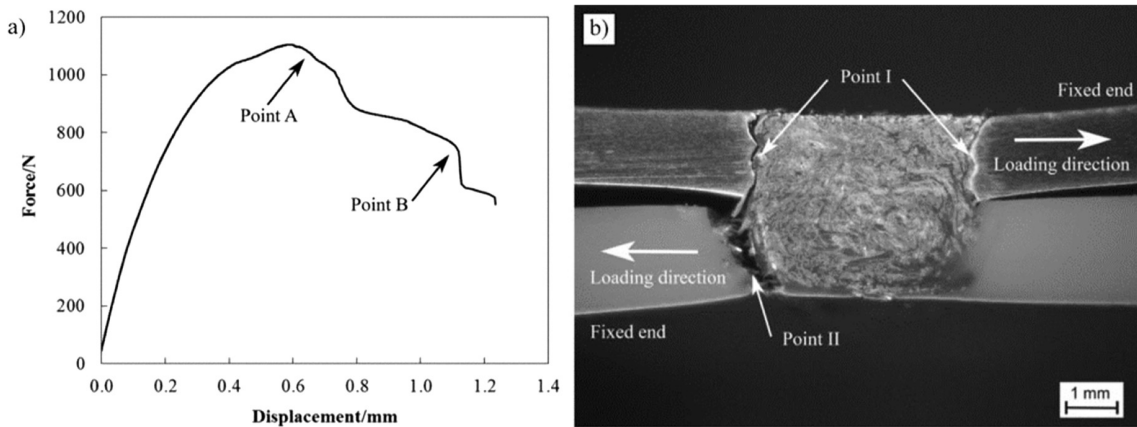 a)
1200
1000
800
600
400
200
0
0.0 0.2 0.4 0.6 0.8 1.0 1.2 1.4
Force/N
Displacement/mm
Point A
Point B
b)
Point I
Fixed end
Loading direction
Loading direction
Point II
Fixed end
1 mm